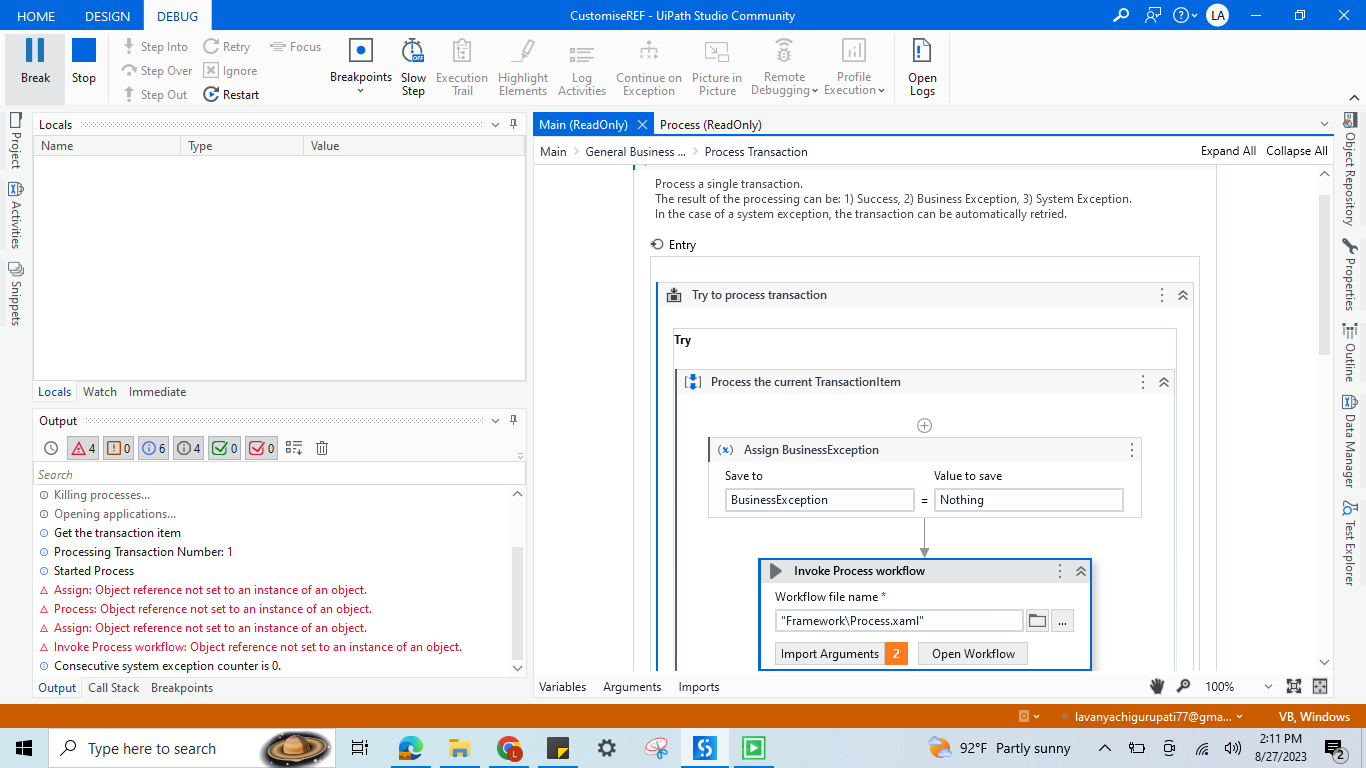 HOME DESIGN DEBUG CustomiseREF - UiPath Studio Community LA
Break
Stop
Step Into
Step Over
Step Out
Retry
Ignore
Restart
Focus
Breakpoints
Slow
Step
Execution
Trail
Highlight
Elements
Log
Activities
Continue on
Exception
Picture in
Picture
Remote
Debugging
Profile
Execution
Open
Logs
Project
Activities
Snippets
Locals
Name Type Value
Locals Watch Immediate
Output
4 0 6 4 0 0
Search
Killing processes...
Opening applications...
Get the transaction item
Processing Transaction Number: 1
Started Process
Assign: Object reference not set to an instance of an object.
Process: Object reference not set to an instance of an object.
Assign: Object reference not set to an instance of an object.
Invoke Process workflow: Object reference not set to an instance of an object.
Consecutive system exception counter is 0.
Output Call Stack Breakpoints
Main (ReadOnly) Process (ReadOnly)
Main General Business ... Process Transaction Expand All Collapse All
Process a single transaction.
The result of the processing can be: 1) Success, 2) Business Exception, 3) System Exception.
In the case of a system exception, the transaction can be automatically retried.
Entry
Try to process transaction
Try
Process the current TransactionItem
(x) Assign BusinessException
Save to Value to save
BusinessException = Nothing
Invoke Process workflow
Workflow file name *
"Framework\Process.xaml" ...
Import Arguments 2 Open Workflow
Variables Arguments Imports 100%
Object Repository
Properties
Outline
Data Manager
Test Explorer
lavanyachigurupati77@gma... VB, Windows
Type here to search
92°F Partly sunny
2:11 PM
8/27/2023
2